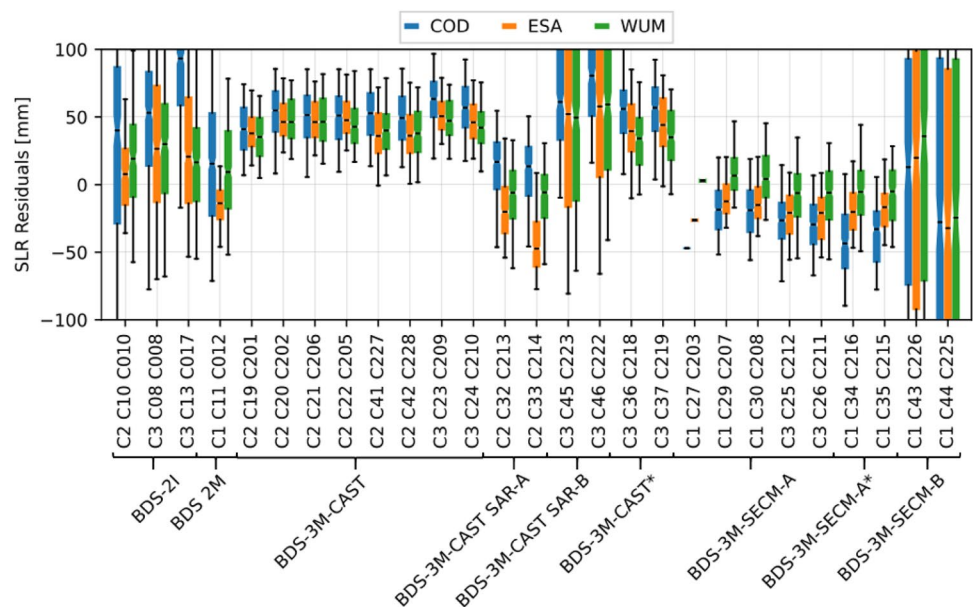 COD ESA WUM
SLR Residuals [mm]
100
50
0
−50
−100
C2 C10 C010
C3 C08 C008
C3 C13 C017
C1 C11 C012
C2 C19 C201
C2 C20 C202
C2 C21 C206
C2 C22 C205
C2 C41 C227
C2 C42 C228
C3 C23 C209
C3 C24 C210
C2 C32 C213
C2 C33 C214
C3 C45 C223
C3 C46 C222
C3 C36 C218
C3 C37 C219
C1 C27 C203
C1 C29 C207
C1 C30 C208
C3 C25 C212
C3 C26 C211
C1 C34 C216
C1 C35 C215
C1 C43 C226
C1 C44 C225
BDS-2I
BDS 2M
BDS-3M-CAST
BDS-3M-CAST SAR-A
BDS-3M-CAST SAR-B
BDS-3M-CAST*
BDS-3M-SECM-A
BDS-3M-SECM-A*
BDS-3M-SECM-B